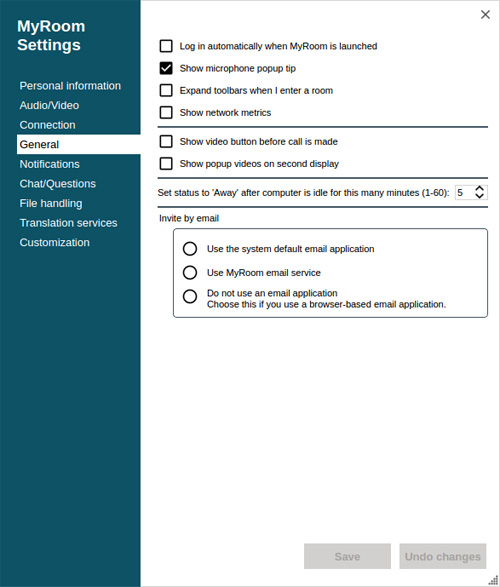 MyRoom
Settings
Personal information
Audio/Video
Connection
General
Notifications
Chat/Questions
File handling
Translation services
Customization
Log in automatically when MyRoom is launched
Show microphone popup tip
Expand toolbars when I enter a room
Show network metrics
Show video button before call is made
Show popup videos on second display
Set status to 'Away' after computer is idle for this many minutes (1-60): 5
Invite by email
Use the system default email application
Use MyRoom email service
Do not use an email application
Choose this if you use a browser-based email application.
Save Undo changes